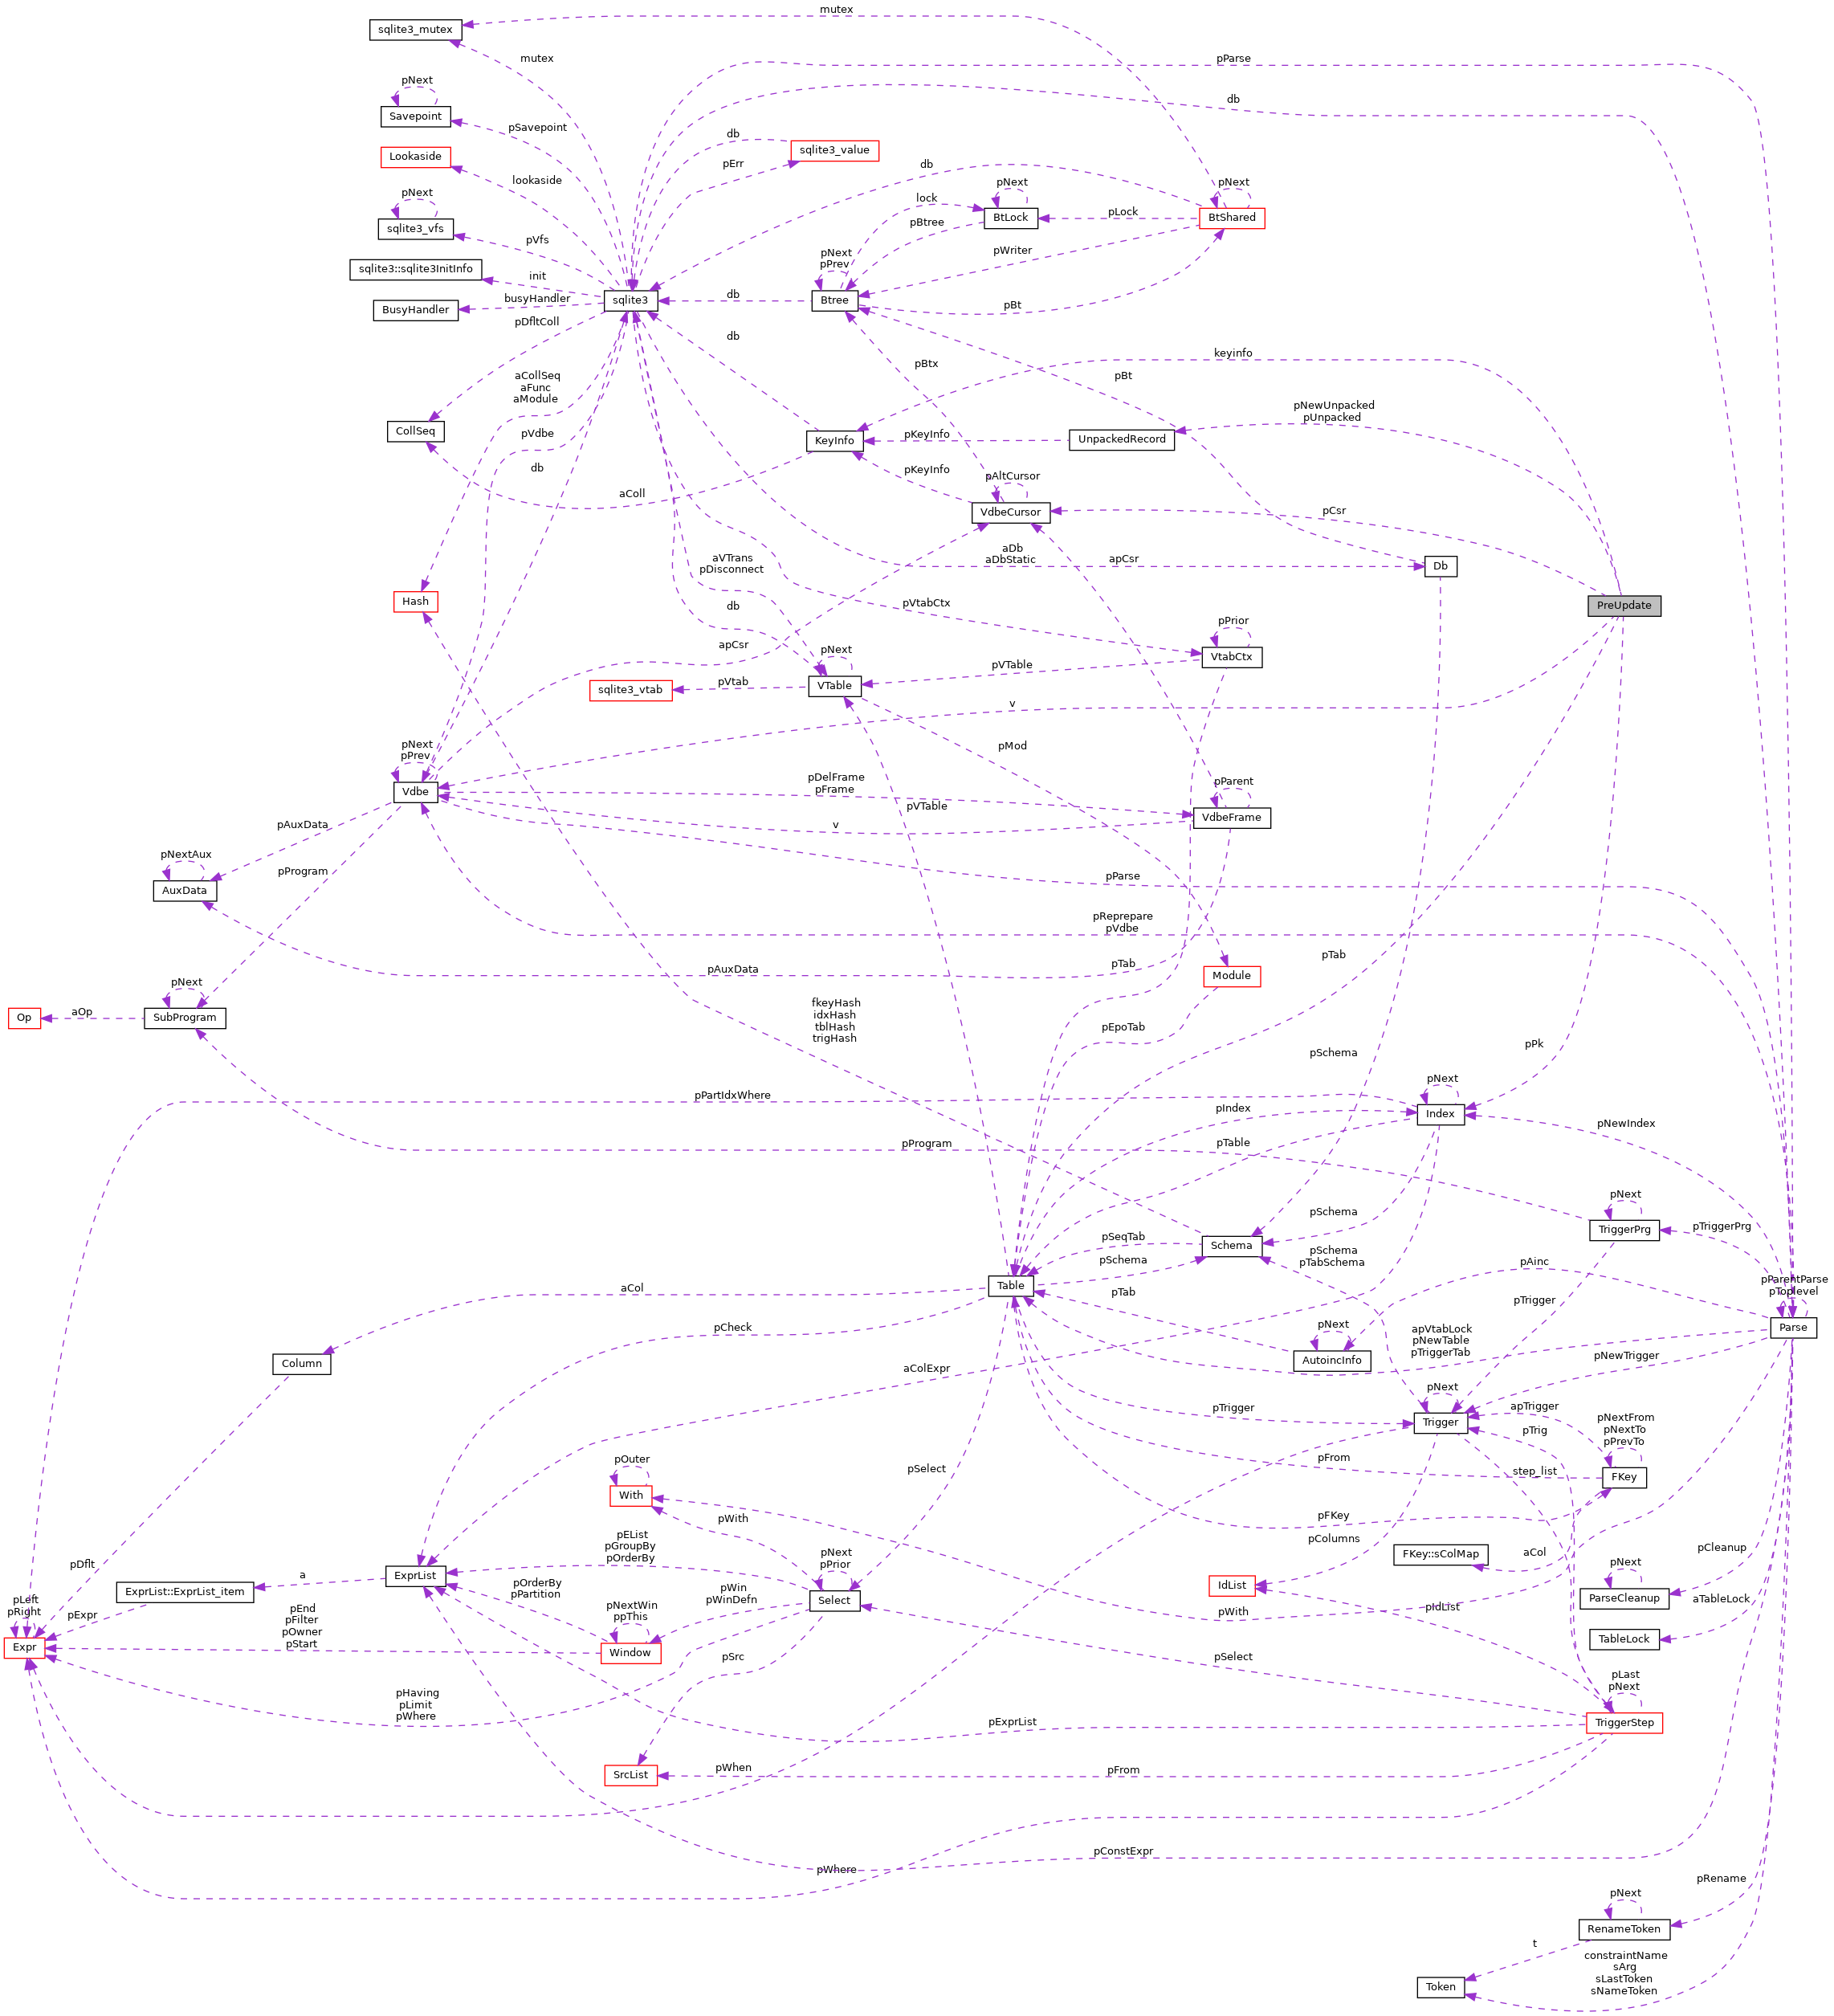 mutex
sqlite3_mutex
mutex
pParse
pNext
db
Savepoint
pSavepoint
db
sqlite3_value
Lookaside
pErr
db
lookaside
pNext
pNext
pNext
lock
BtLock
pLock
BtShared
pBtree
sqlite3_vfs
pVfs
pWriter
pNext
pPrev
sqlite3::sqlite3InitInfo
init
busyHandler
sqlite3
db
Btree
pBt
BusyHandler
pDfltColl
db
keyinfo
pBtx
pBt
aCollSeq
aFunc
aModule
pNewUnpacked
pUnpacked
CollSeq
pVdbe
KeyInfo
pKeyInfo
UnpackedRecord
db
pKeyInfo
pAltCursor
aColl
VdbeCursor
pCsr
aDb
aDbStatic
apCsr
Db
aVTrans
pDisconnect
Hash
db
pVtabCtx
PreUpdate
pPrior
apCsr
pNext
VtabCtx
pVTable
sqlite3_vtab
pVtab
VTable
v
pNext
pPrev
pMod
pDelFrame
pFrame
pParent
Vdbe
pVTable
VdbeFrame
pAuxData
v
pNextAux
pProgram
pParse
AuxData
pReprepare
pVdbe
pTab
pAuxData
pTab
Module
pNext
fkeyHash
idxHash
tblHash
trigHash
Op
aOp
SubProgram
pEpoTab
pPk
pSchema
pNext
pPartIdxWhere
pIndex
Index
pNewIndex
pProgram
pTable
pNext
pSchema
TriggerPrg
pTriggerPrg
pSeqTab
Schema
pSchema
pSchema
pTabSchema
pAinc
pParentParse
pToplevel
aCol
Table
pTab
pTrigger
pCheck
pNext
apVtabLock
pNewTable
pTriggerTab
Parse
Column
aColExpr
AutoincInfo
pNewTrigger
pNext
pTrigger
Trigger
apTrigger
pNextFrom
pNextTo
pPrevTo
pTrig
pOuter
pSelect
pFrom
step_list
FKey
With
pWith
pFKey
pEList
pGroupBy
pOrderBy
pNext
pPrior
pColumns
FKey::sColMap
aCol
pCleanup
pDflt
ExprList
pNext
a
ExprList::ExprList_item
pOrderBy
pPartition
pWin
pWinDefn
IdList
pLeft
pRight
pExpr
pEnd
pFilter
pOwner
pStart
pNextWin
ppThis
Select
pWith
pIdList
ParseCleanup
aTableLock
Expr
Window
pSrc
pSelect
TableLock
pHaving
pLimit
pWhere
pLast
pNext
pExprList
TriggerStep
SrcList
pWhen
pFrom
pWhere
pConstExpr
pRename
pNext
RenameToken
t
constraintName
sArg
sLastToken
sNameToken
Token